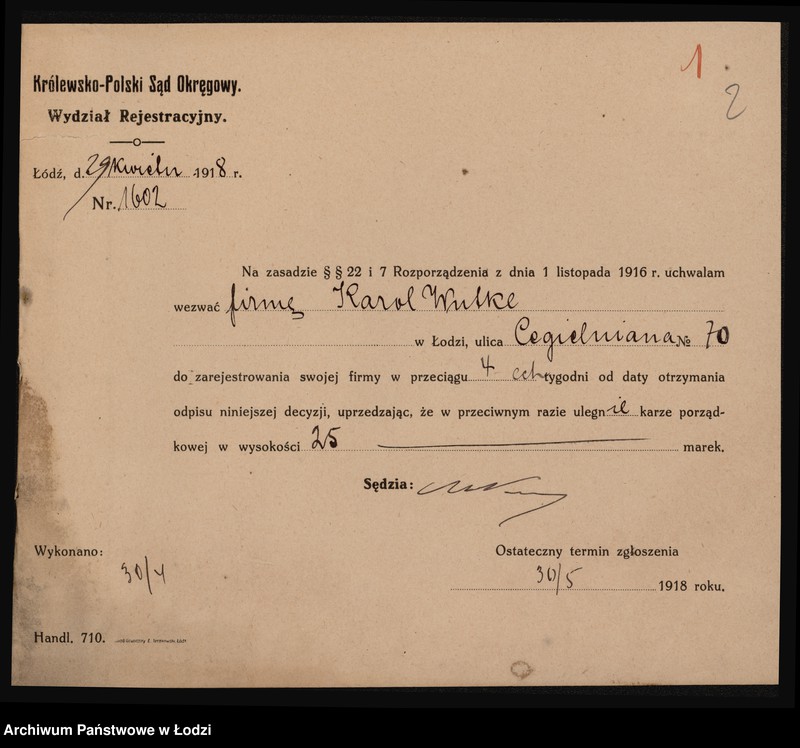 1
2
Królewsko-Polski Sąd Okręgowy.
Wydział Rejestracyjny.
Łódź, d. 29 Kwietn 1918 r.
Nr. 1602
Na zasadzie § § 22 i 7 Rozporządzenia z dnia 1 listopada 1916 r. uchwalam
wezwać firmę Karol Wutke
w Łodzi, ulica Cegielniana № 70
do zarejestrowania swojej firmy w przeciągu 4 ech tygodni od daty otrzymania
odpisu niniejszej decyzji, uprzedzając, że w przeciwnym razie ulegnie karze porząd-
kowej w wysokości 25 marek.
Sędzia:
Wykonano:
30/4
Ostateczny termin zgłoszenia
30/5 1918 roku.
Handl. 710.
Archiwum Państwowe w Łodzi